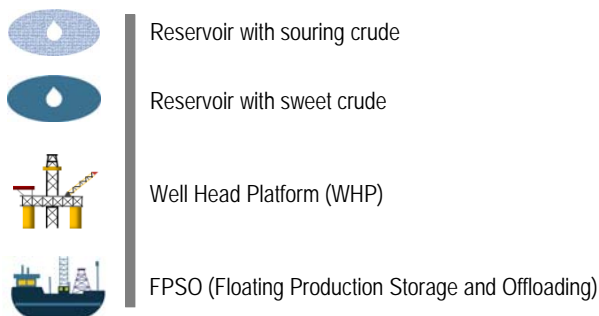 Reservoir with souring crude
Reservoir with sweet crude
Well Head Platform (WHP)
FPSO (Floating Production Storage and Offloading)